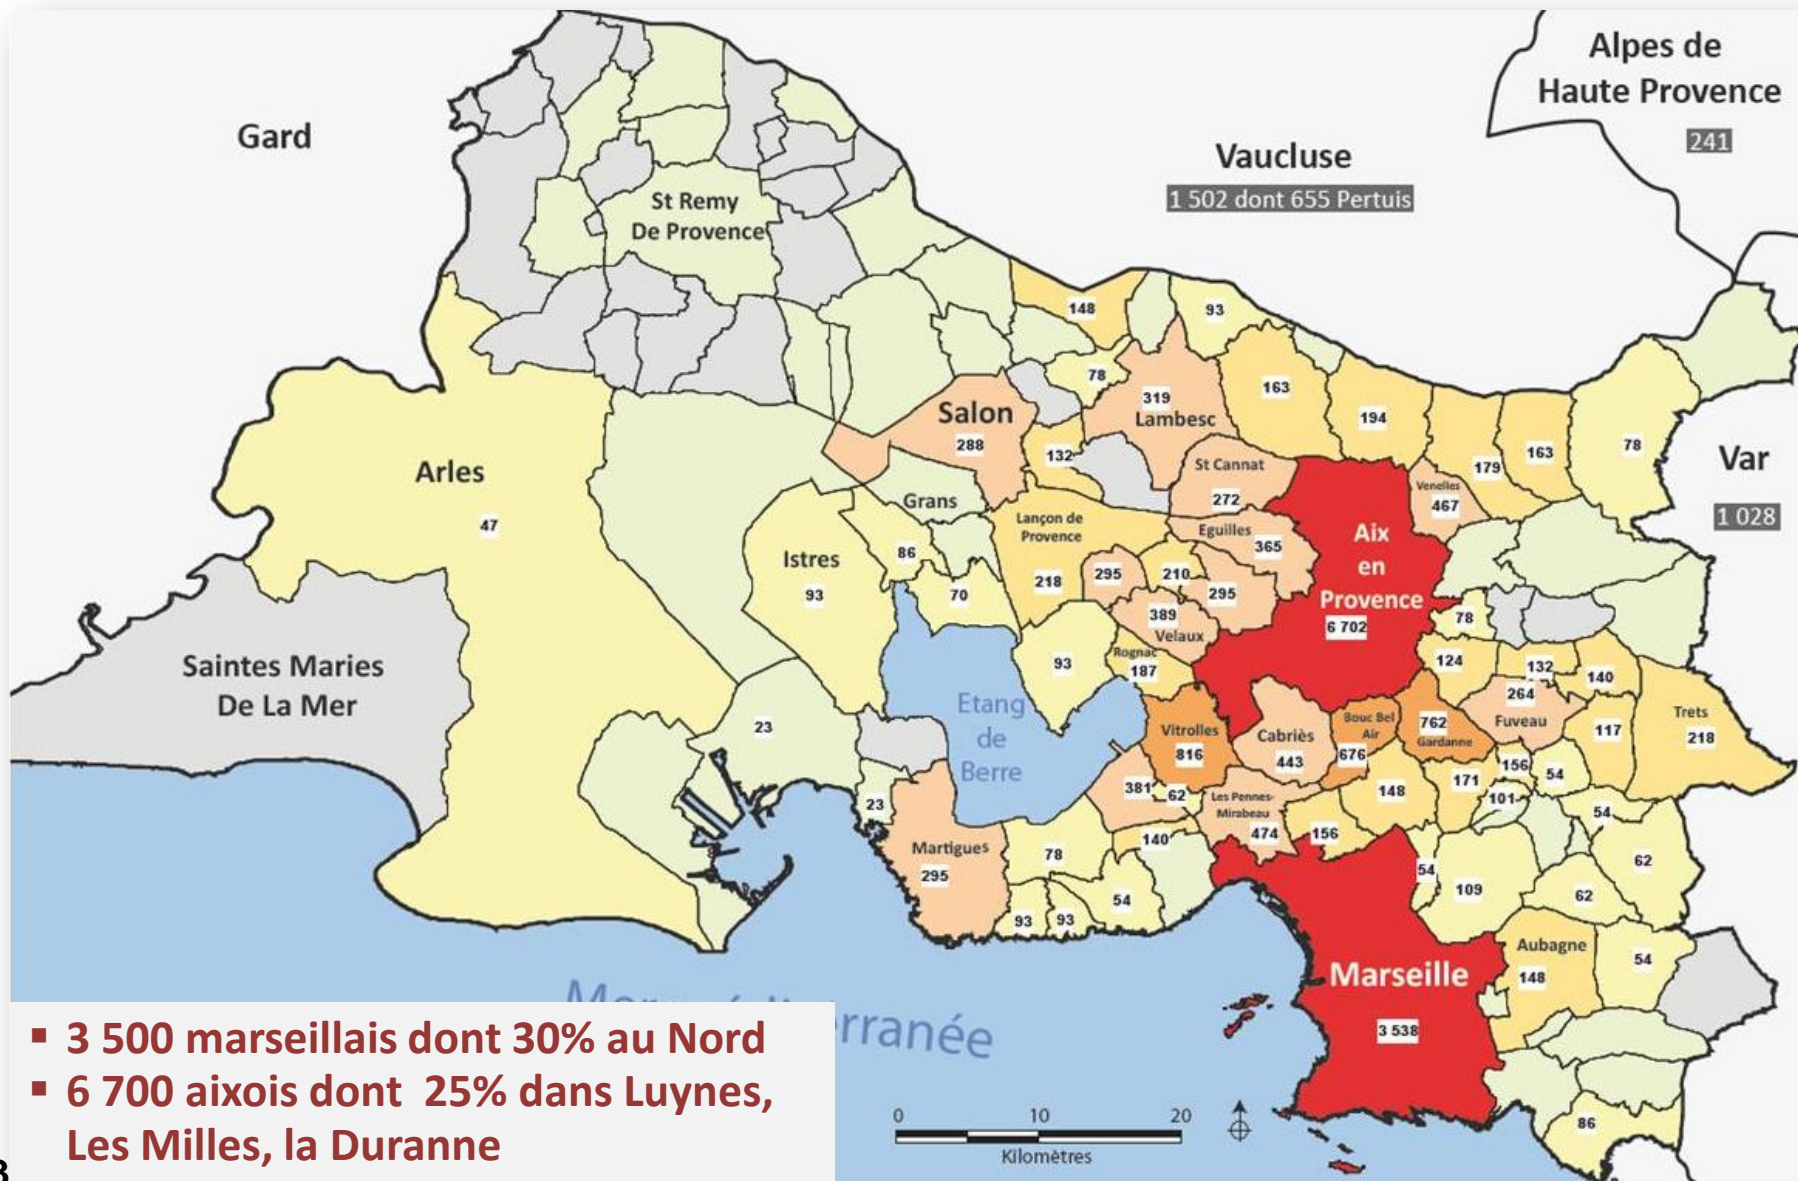 Alpes de
Haute Provence
241
Gard
Vaucluse
1 502 dont 655 Pertuis
St Remy
De Provence
148
93
78
319
Lambesc
163
194
179
163
78
Var
1 028
Salon
288
132
St Cannat
272
Venelles
467
Arles
47
Grans
Istres
93
86
70
Lançon de
Provence
218
Eguilles
365
295
210
295
389
Velaux
Rognac
187
93
Aix
en
Provence
6 702
78
124
132
140
264
Fuveau
117
Trets
218
Saintes Maries
De La Mer
23
23
Etang
de
Berre
Vitrolles
816
Cabriès
443
Bouc Bel
Air
676
762
Gardanne
156
54
171
101
148
54
381
62
Les Pennes-
Mirabeau
474
156
140
Martigues
295
78
93
93
54
54
109
62
62
Aubagne
148
54
Marseille
3 538
86
▪ 3 500 marseillais dont 30% au Nord
▪ 6 700 aixois dont 25% dans Luynes,
Les Milles, la Duranne
0 10 20
Kilomètres